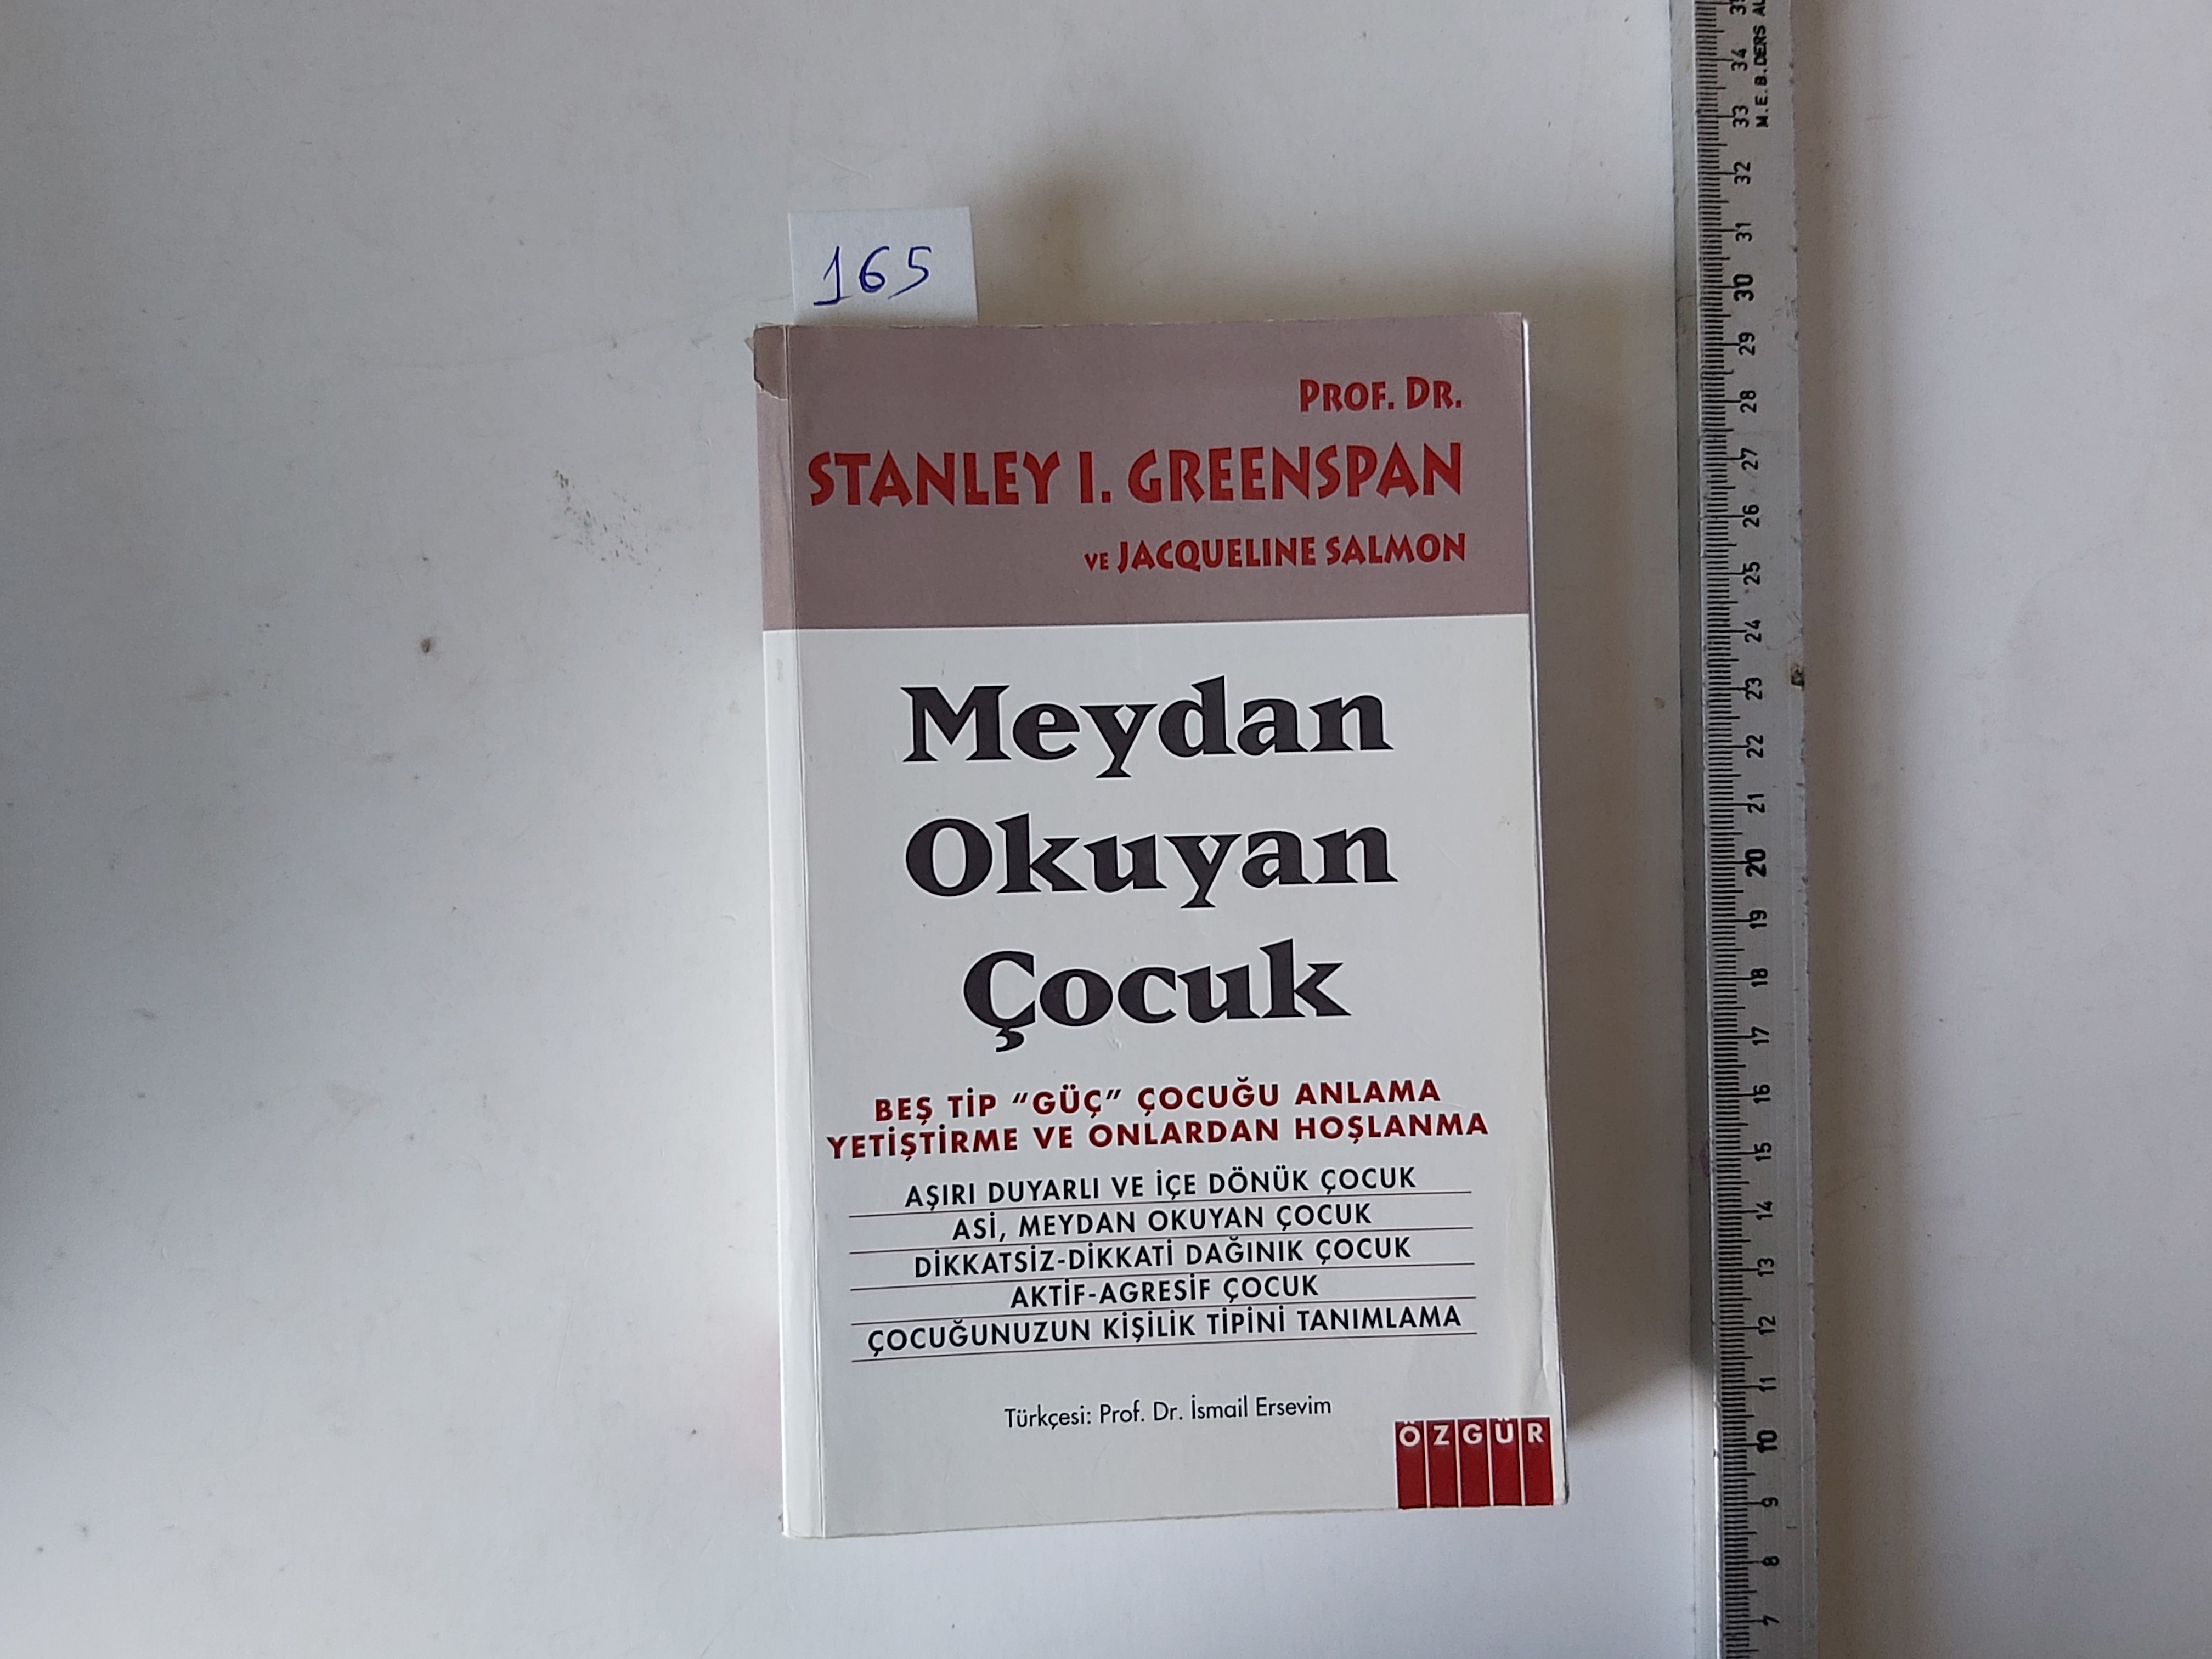 165
PROF. DR.
STANLEY I. GREENSPAN
VE JACQUELINE SALMON
Meydan
Okuyan
Çocuk
BEŞ TİP “GÜÇ” ÇOCUĞU ANLAMA
YETİŞTİRME VE ONLARDAN HOŞLANMA
AŞIRI DUYARLI VE İÇE DÖNÜK ÇOCUK
ASİ, MEYDAN OKUYAN ÇOCUK
DİKKATSİZ-DİKKATİ DAĞINIK ÇOCUK
AKTİF-AGRESİF ÇOCUK
ÇOCUĞUNUZUN KİŞİLİK TİPİNİ TANIMLAMA
Türkçesi: Prof. Dr. İsmail Ersevim
ÖZGÜR
M.E.B. DERS
34
33
32
31
30
29
28
27
26
25
24
23
22
21
20
19
18
17
16
15
14
13
12
11
10
9
8
7